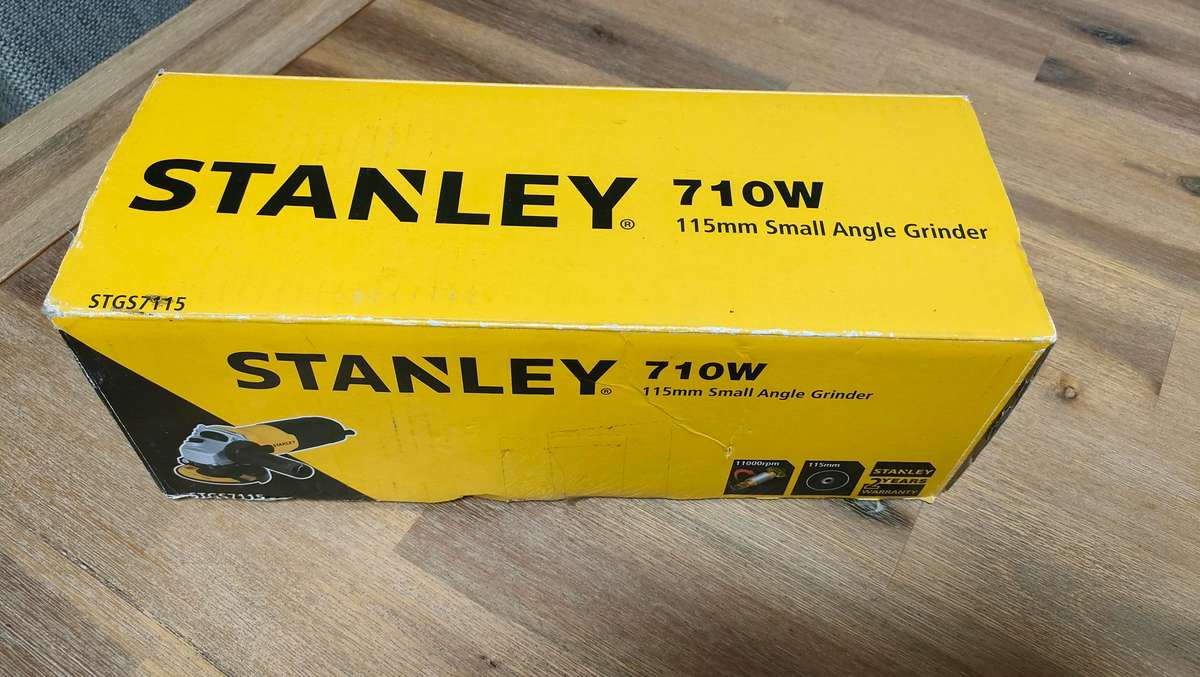 STANLEY®
710W
115mm Small Angle Grinder
STGS7115
STANLEY®
710W
115mm Small Angle Grinder
STANLEY
STGS7115
11000rpm
115mm
STANLEY
2 YEARS
WARRANTY